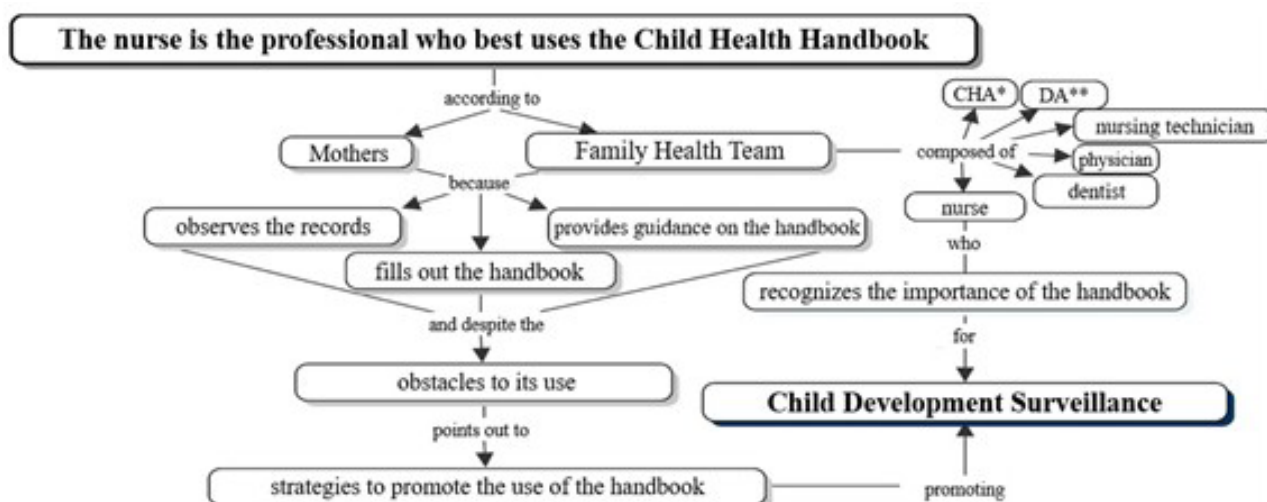 The nurse is the professional who best uses the Child Health Handbook
according to
Mothers
Family Health Team
composed of
CHA*
DA**
nursing technician
physician
dentist
nurse
because
observes the records
fills out the handbook
provides guidance on the handbook
who
recognizes the importance of the handbook
and despite the
for
obstacles to its use
Child Development Surveillance
points out to
strategies to promote the use of the handbook
promoting